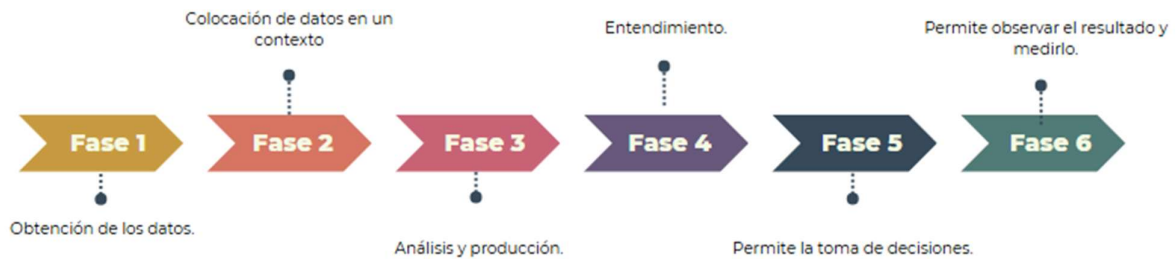 Colocación de datos en un
contexto
Entendimiento.
Permite observar el resultado y
medirlo.
Fase 1
Fase 2
Fase 3
Fase 4
Fase 5
Fase 6
Obtención de los datos.
Análisis y producción.
Permite la toma de decisiones.